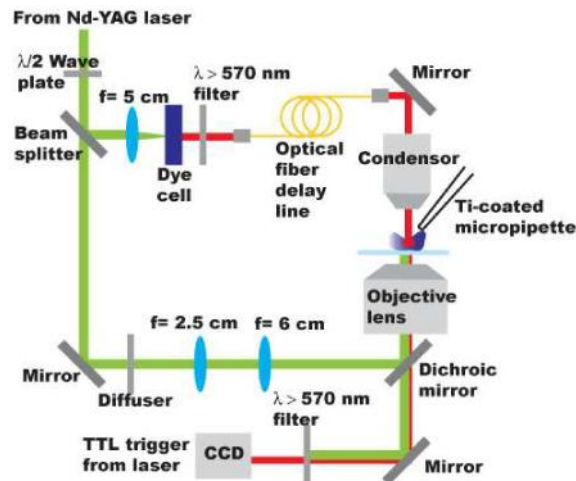 From Nd-YAG laser
λ/2 Wave
plate
f= 5 cm
λ > 570 nm
filter
Mirror
Beam
splitter
Dye
cell
Optical
fiber
delay
line
Condensor
Ti-coated
micropipette
Objective
lens
f= 2.5 cm
f= 6 cm
Mirror
Diffuser
λ > 570 nm
filter
Dichroic
mirror
TTL trigger
from laser
CCD
Mirror